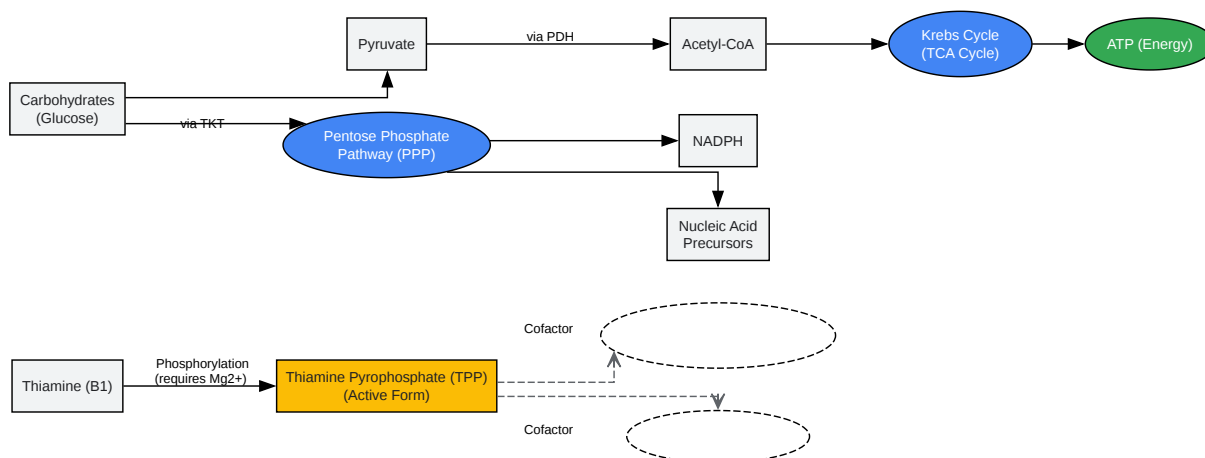 Pyruvate
via PDH
Acetyl-CoA
Krebs Cycle
(TCA Cycle)
ATP (Energy)
Carbohydrates
(Glucose)
via TKT
Pentose Phosphate
Pathway (PPP)
NADPH
Nucleic Acid
Precursors
Cofactor
Thiamine (B1)
Phosphorylation
(requires Mg2+)
Thiamine Pyrophosphate (TPP)
(Active Form)
Cofactor